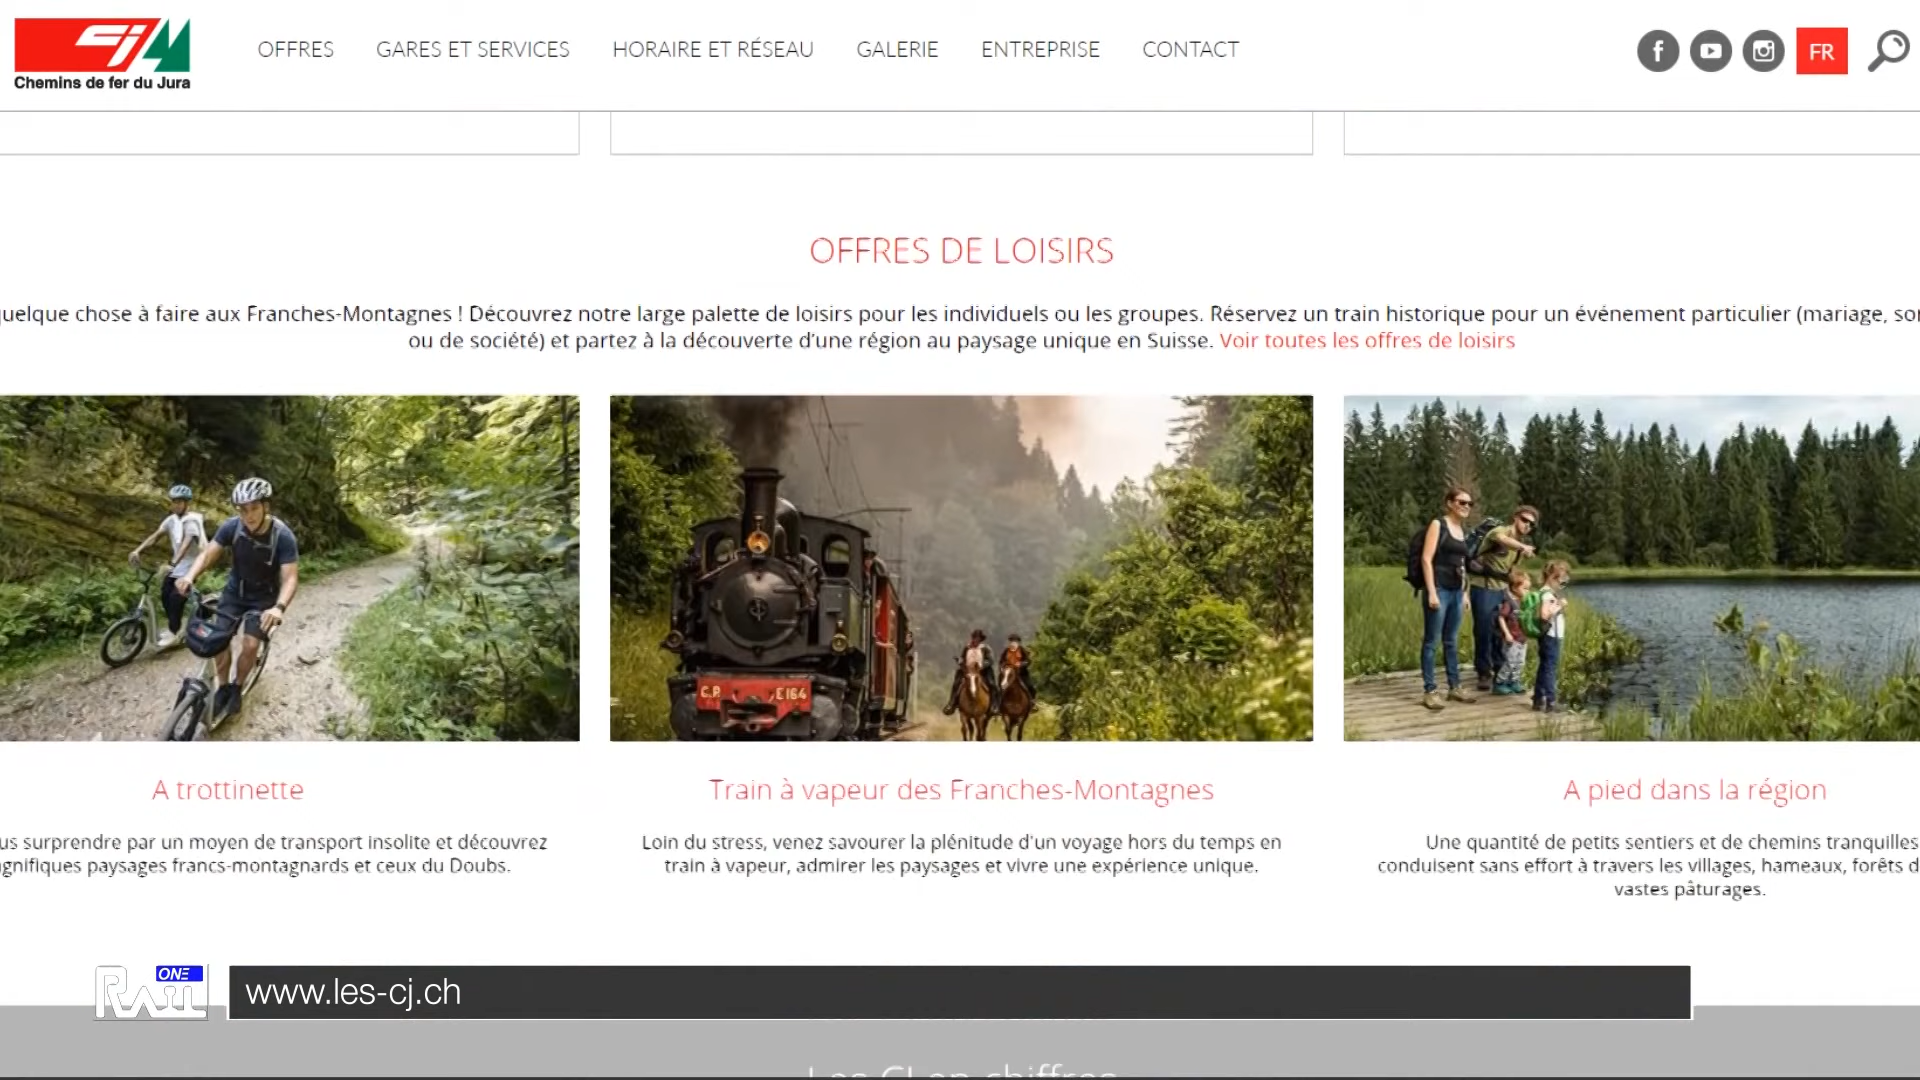 Chemins de fer du Jura
OFFRES
GARES ET SERVICES
HORAIRE ET RÉSEAU
GALERIE
ENTREPRISE
CONTACT
FR
OFFRES DE LOISIRS
quelque chose à faire aux Franches-Montagnes ! Découvrez notre large palette de loisirs pour les individuels ou les groupes. Réservez un train historique pour un événement particulier (mariage,
ou de société) et partez à la découverte d'une région au paysage unique en Suisse. Voir toutes les offres de loisirs
C.P. E164
A trottinette
surprendre par un moyen de transport insolite et découvrez
paysages francs-montagnards et ceux du Doubs.
Train à vapeur des Franches-Montagnes
Loin du stress, venez savourer la plénitude d'un voyage hors du temps en
train à vapeur, admirer les paysages et vivre une expérience unique.
A pied dans la région
Une quantité de petits sentiers et de chemins tranquilles
conduisent sans effort à travers les villages, hameaux, forêts
vastes pâturages.
RAIL ONE
www.les-cj.ch
Les CJ en chiffres